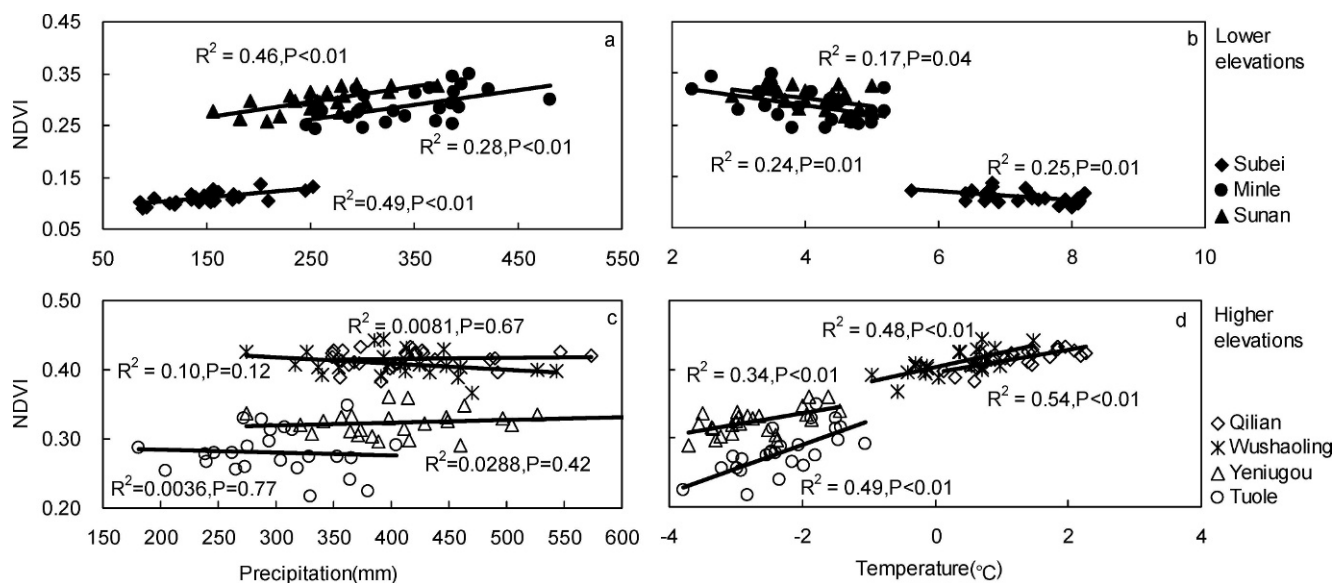 0.45
0.35
0.25
0.15
0.05
NDVI
a
R² = 0.46,P<0.01
R² = 0.28,P<0.01
R²=0.49,P<0.01
50 150 250 350 450 550
b
R² = 0.17,P=0.04
R² = 0.24,P=0.01
R² = 0.25,P=0.01
2 4 6 8 10
Lower
elevations
Subei
Minle
Sunan
0.50
0.40
0.30
0.20
NDVI
c
R² = 0.0081,P=0.67
R² = 0.10,P=0.12
R²=0.0288,P=0.42
R²=0.0036,P=0.77
150 200 250 300 350 400 450 500 550 600
Precipitation(mm)
d
R² = 0.48,P<0.01
R² = 0.34,P<0.01
R² = 0.54,P<0.01
R² = 0.49,P<0.01
-4 -2 0 2 4
Temperature(℃)
Higher
elevations
Qilian
Wushaoling
Yeniugou
Tuole